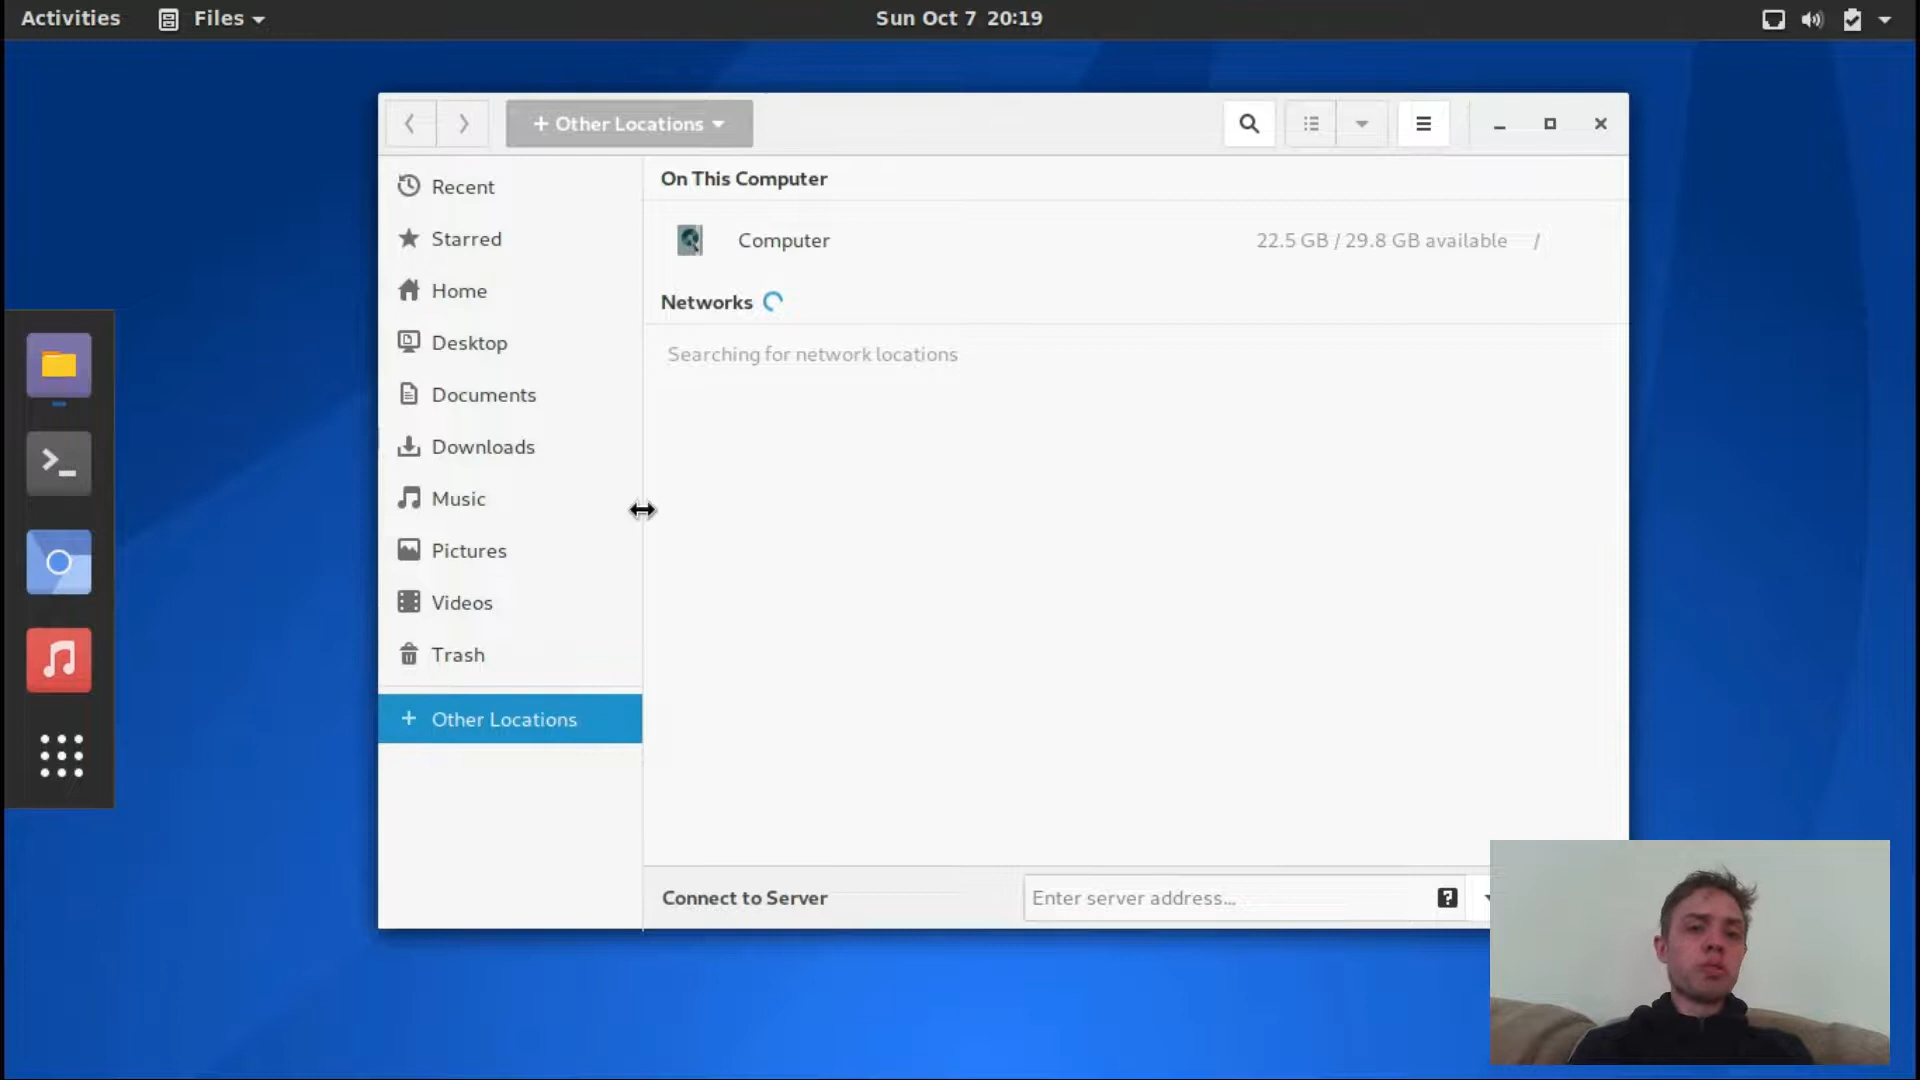 Activities Files Sun Oct 7 20:19
+ Other Locations
Recent
Starred
Home
Desktop
Documents
Downloads
Music
Pictures
Videos
Trash
+ Other Locations
On This Computer
Computer 22.5 GB / 29.8 GB available /
Networks
Searching for network locations
Connect to Server Enter server address... ?